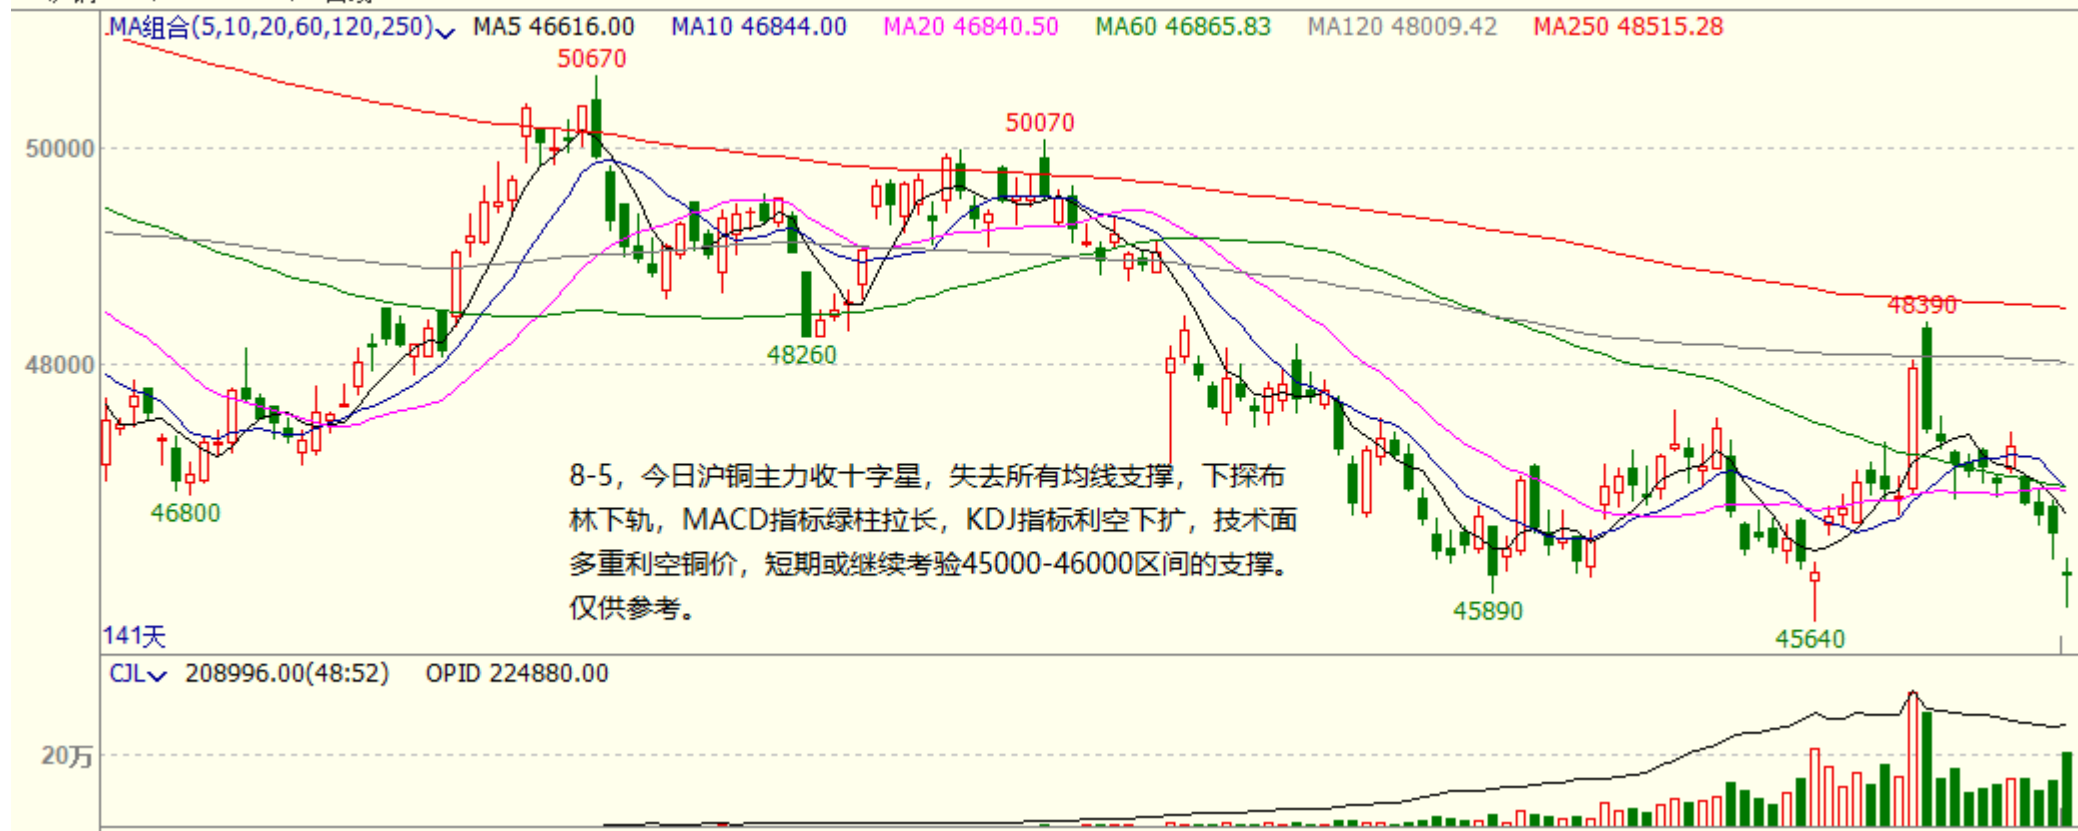 MA组合(5,10,20,60,120,250) MA5 46616.00 MA10 46844.00 MA20 46840.50 MA60 46865.83 MA120 48009.42 MA250 48515.28
50670
50070
50000
48390
48260
48000
46800
8-5，今日沪铜主力收十字星，失去所有均线支撑，下探布
林下轨，MACD指标绿柱拉长，KDJ指标利空下扩，技术面
多重利空铜价，短期或继续考验45000-46000区间的支撑。
仅供参考。
45890
45640
141天
CJL 208996.00(48:52) OPID 224880.00
20万